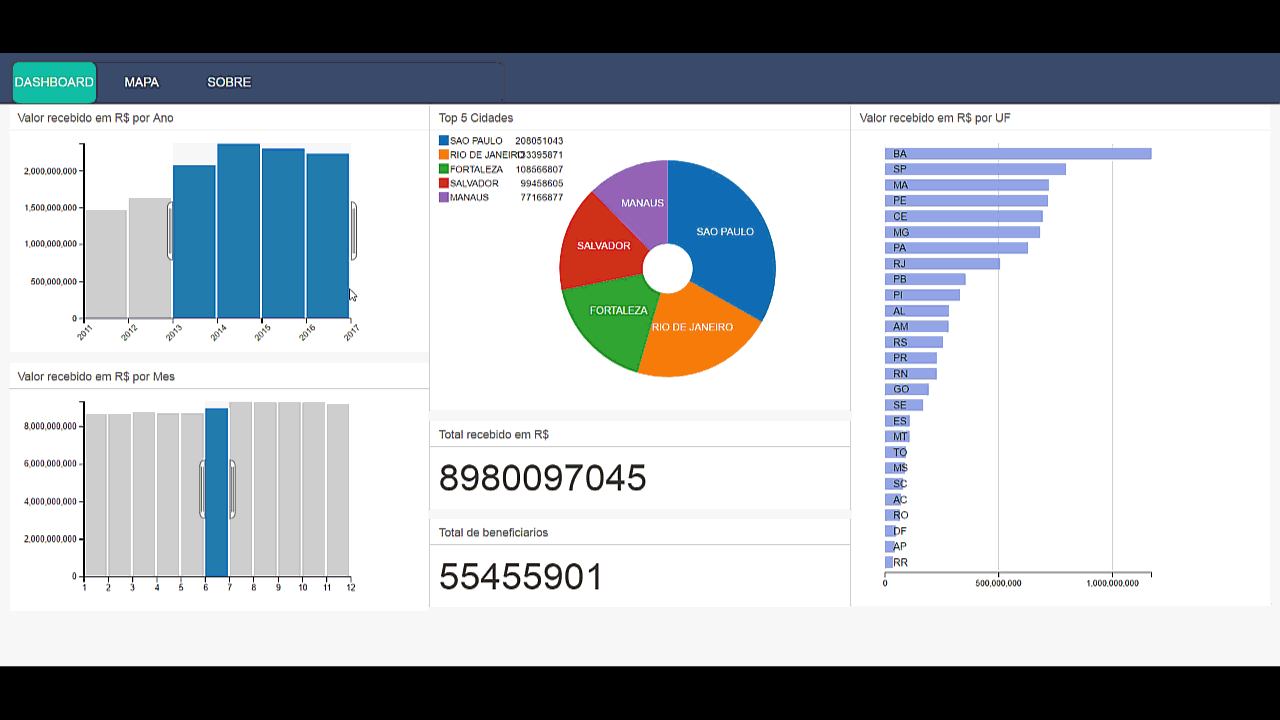 DASHBOARD MAPA SOBRE
Valor recebido em R$ por Ano
2,000,000,000
1,500,000,000
1,000,000,000
500,000,000
0
2011 2012 2013 2014 2015 2016 2017
Valor recebido em R$ por Mes
8,000,000,000
6,000,000,000
4,000,000,000
2,000,000,000
0
1 2 3 4 5 6 7 8 9 10 11 12
Top 5 Cidades
SAO PAULO 208051043
RIO DE JANEIRO
FORTALEZA 108566807
SALVADOR 99458605
MANAUS 77166877
MANAUS
SAO PAULO
SALVADOR
FORTALEZA
RIO DE JANEIRO
Total recebido em R$
8980097045
Total de beneficiarios
55455901
Valor recebido em R$ por UF
BA
SP
MA
PE
CE
MG
PA
RJ
PB
PI
AL
AM
RS
PR
RN
GO
SE
ES
MT
TO
MS
SC
AC
RO
DF
AP
RR
0 500,000,000 1,000,000,000